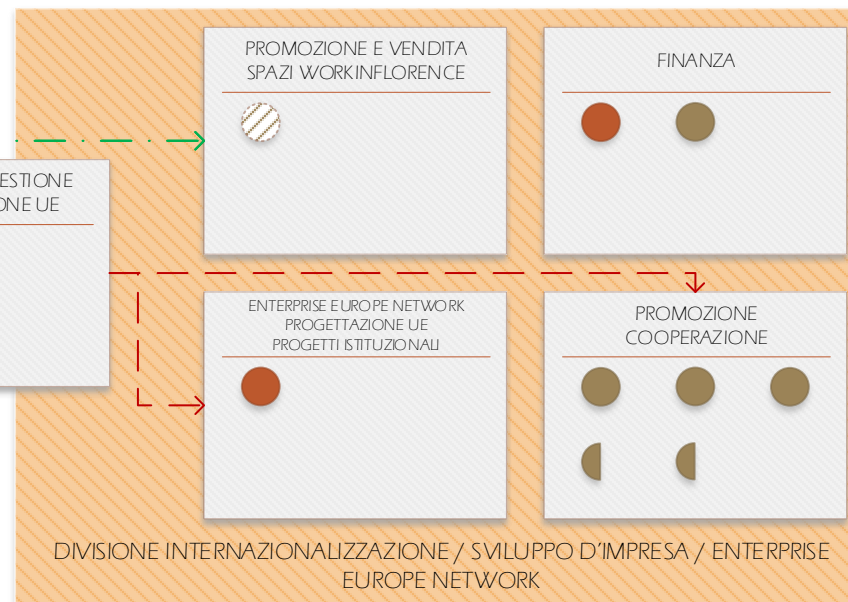 PROMOZIONE E VENDITA
SPAZI WORKINFLORENCE
FINANZA
ESTIONE
ONE UE
ENTERPRISE EUROPE NETWORK
PROGETTAZIONE UE
PROGETTI ISTITUZIONALI
PROMOZIONE
COOPERAZIONE
DIVISIONE INTERNAZIONALIZZAZIONE / SVILUPPO D'IMPRESA / ENTERPRISE
EUROPE NETWORK